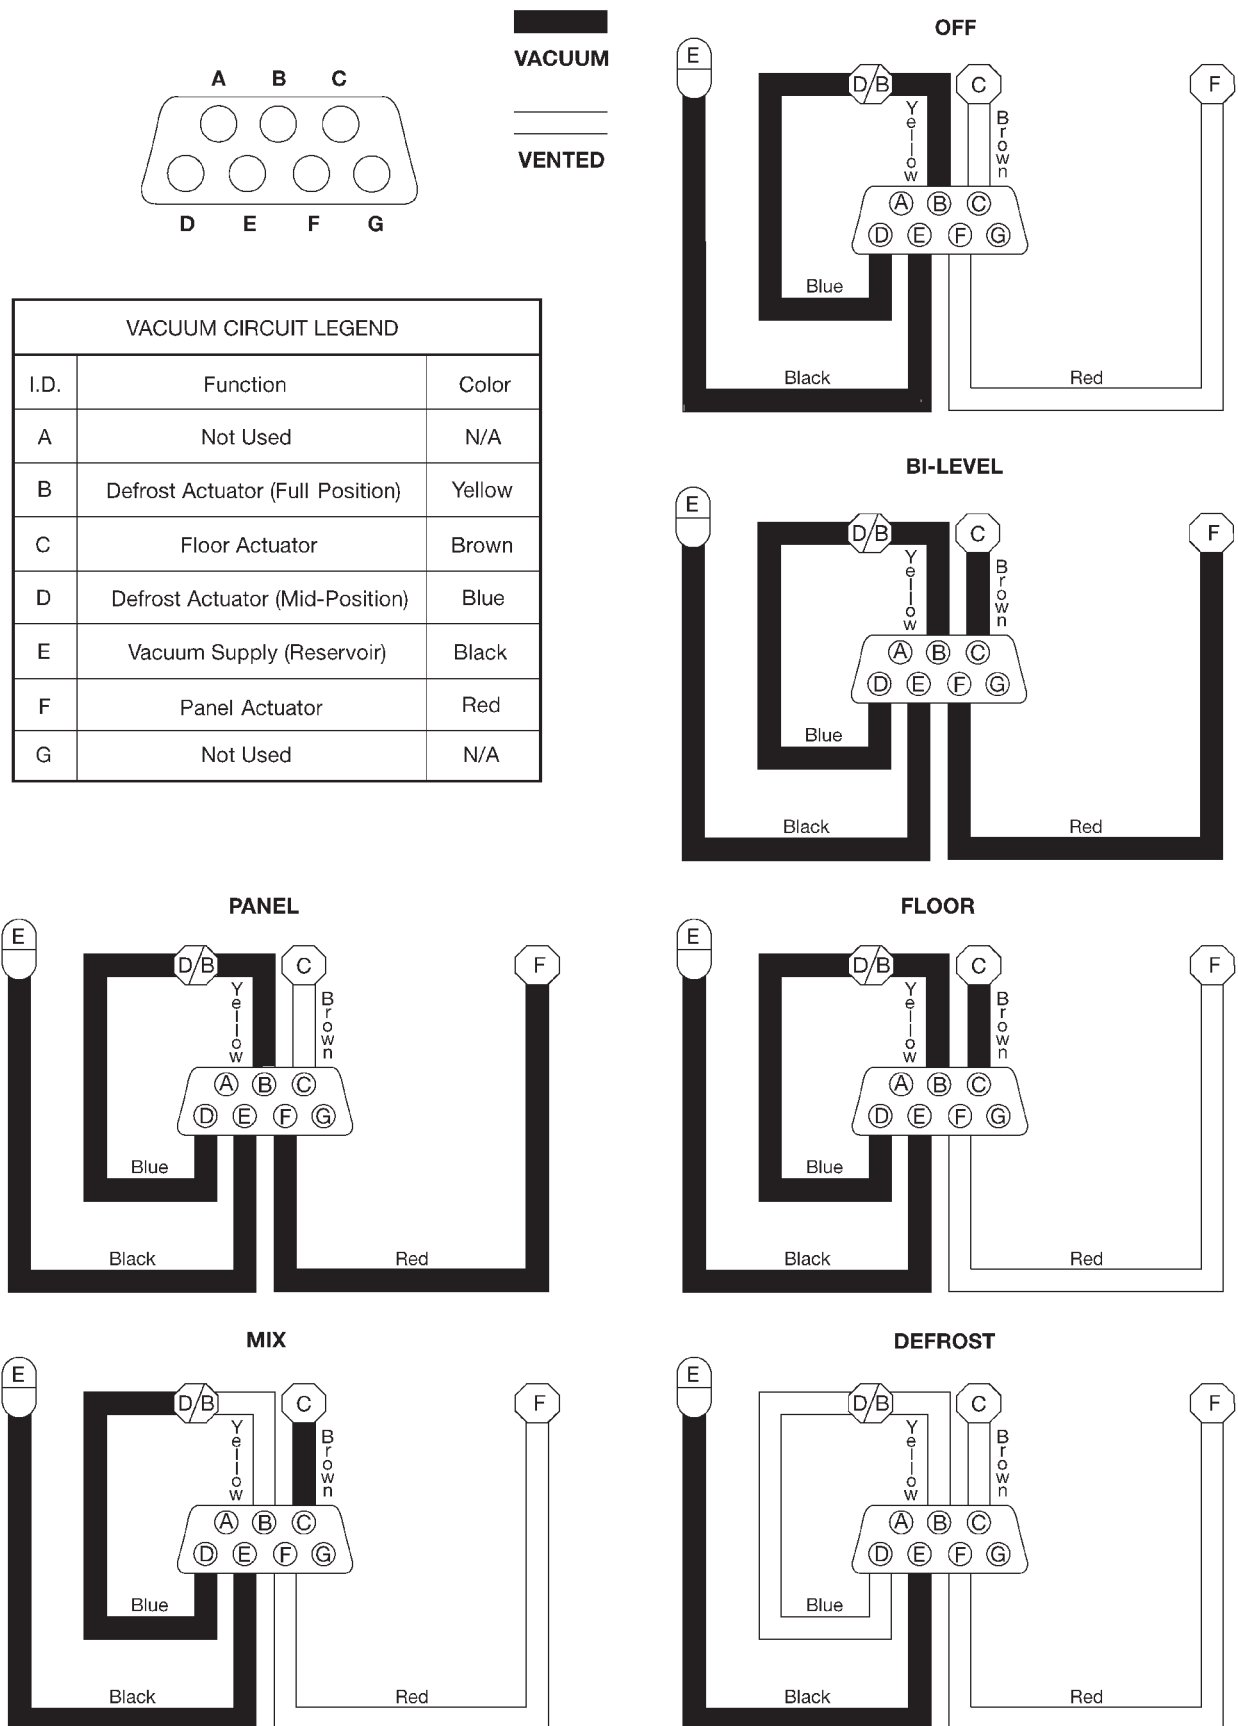 VACUUM
VENTED
A B C
D E F G
VACUUM CIRCUIT LEGEND
I.D. Function Color
A Not Used N/A
B Defrost Actuator (Full Position) Yellow
C Floor Actuator Brown
D Defrost Actuator (Mid-Position) Blue
E Vacuum Supply (Reservoir) Black
F Panel Actuator Red
G Not Used N/A
OFF
E D/B C F
Yellow Brown
A B C
D E F G
Blue
Black Red
BI-LEVEL
E D/B C F
Yellow Brown
A B C
D E F G
Blue
Black Red
PANEL
E D/B C F
Yellow Brown
A B C
D E F G
Blue
Black Red
FLOOR
E D/B C F
Yellow Brown
A B C
D E F G
Blue
Black Red
MIX
E D/B C F
Yellow Brown
A B C
D E F G
Blue
Black Red
DEFROST
E D/B C F
Yellow Brown
A B C
D E F G
Blue
Black Red